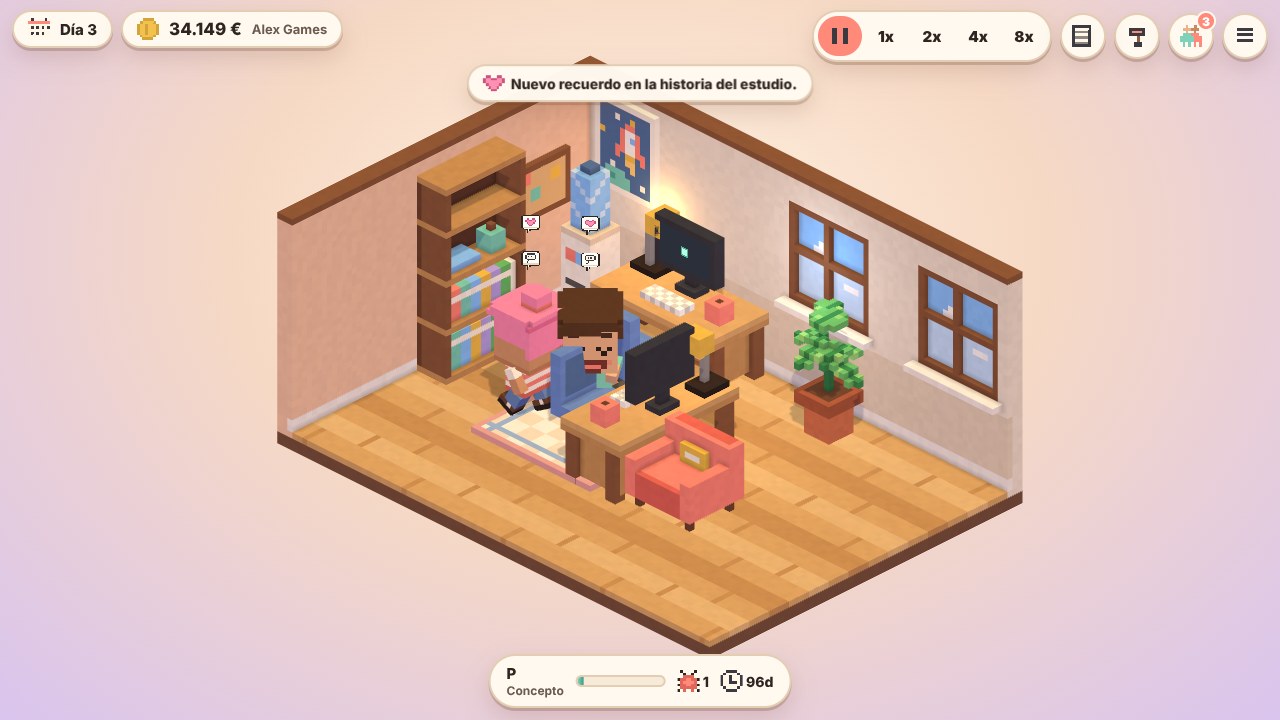 Día 3
34.149 € Alex Games
1x 2x 4x 8x
3
Nuevo recuerdo en la historia del estudio.
P
Concepto
1
96d